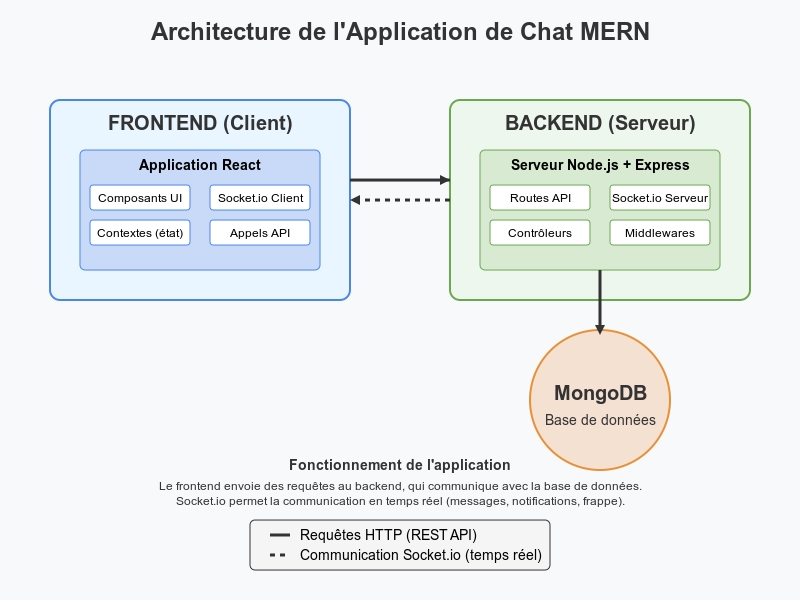 Architecture de l'Application de Chat MERN
FRONTEND (Client)
Application React
Composants UI
Socket.io Client
Contextes (état)
Appels API
BACKEND (Serveur)
Serveur Node.js + Express
Routes API
Socket.io Serveur
Contrôleurs
Middlewares
MongoDB
Base de données
Fonctionnement de l'application
Le frontend envoie des requêtes au backend, qui communique avec la base de données.
Socket.io permet la communication en temps réel (messages, notifications, frappe).
Requêtes HTTP (REST API)
Communication Socket.io (temps réel)